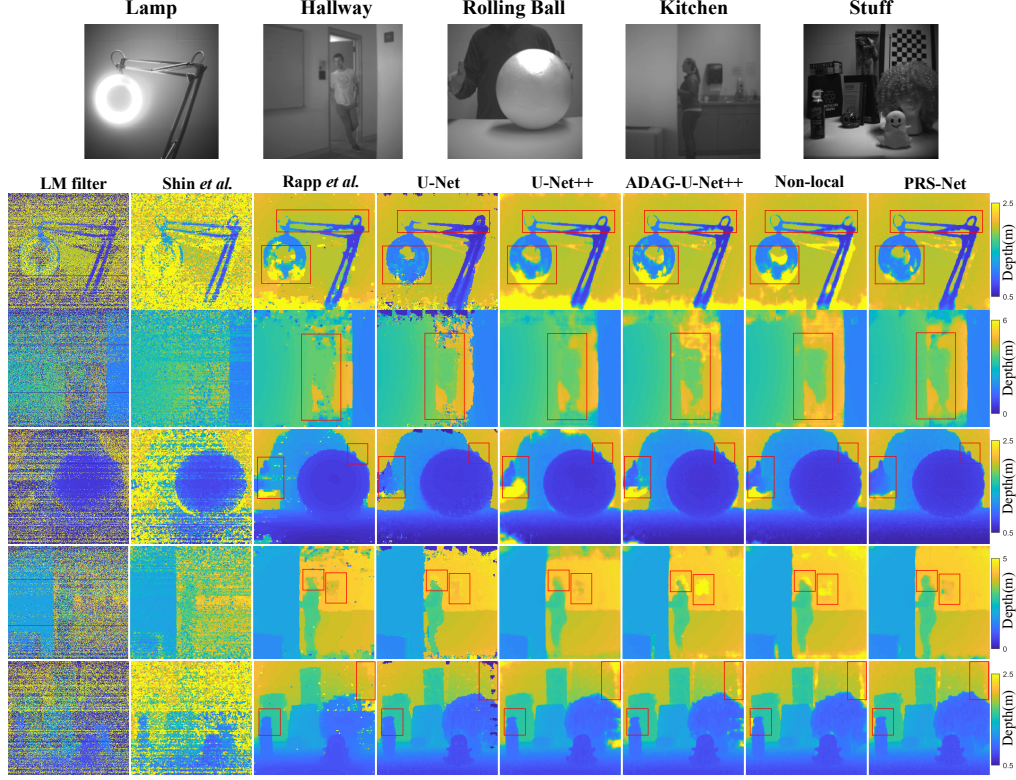 Lamp Hallway Rolling Ball Kitchen Stuff
LM filter Shin et al. Rapp et al. U-Net U-Net++ ADAG-U-Net++ Non-local PRS-Net
2.5
Depth(m)
0.5
6
Depth(m)
0
2.5
Depth(m)
0.5
5
Depth(m)
0
2.5
Depth(m)
0.5